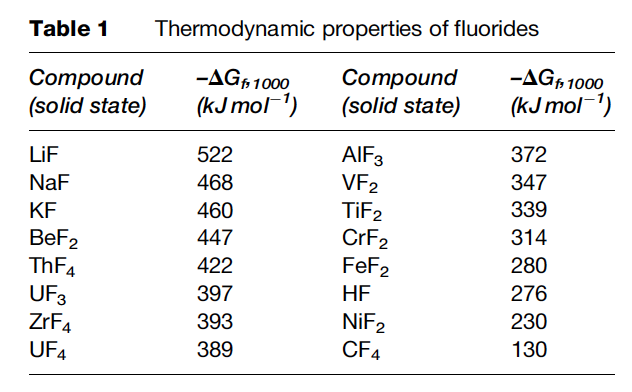 Table 1 Thermodynamic properties of fluorides
Compound (solid state) −ΔGf,1000 (kJ mol−1) Compound (solid state) −ΔGf,1000 (kJ mol−1)
LiF 522 AlF3 372
NaF 468 VF2 347
KF 460 TiF2 339
BeF2 447 CrF2 314
ThF4 422 FeF2 280
UF3 397 HF 276
ZrF4 393 NiF2 230
UF4 389 CF4 130